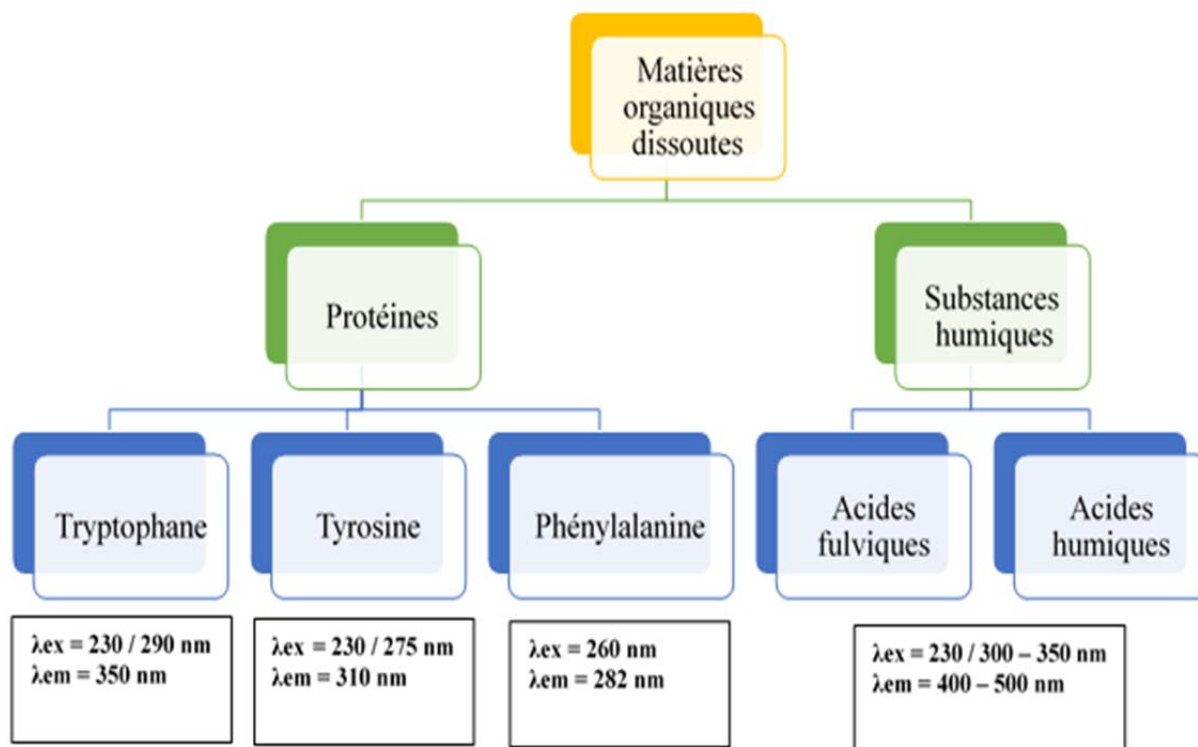 Matières
organiques
dissoutes
Protéines
Substances
humiques
Tryptophane
Tyrosine
Phénylalanine
Acides
fulviques
Acides
humiques
λex = 230 / 290 nm
λem = 350 nm
λex = 230 / 275 nm
λem = 310 nm
λex = 260 nm
λem = 282 nm
λex = 230 / 300 – 350 nm
λem = 400 – 500 nm